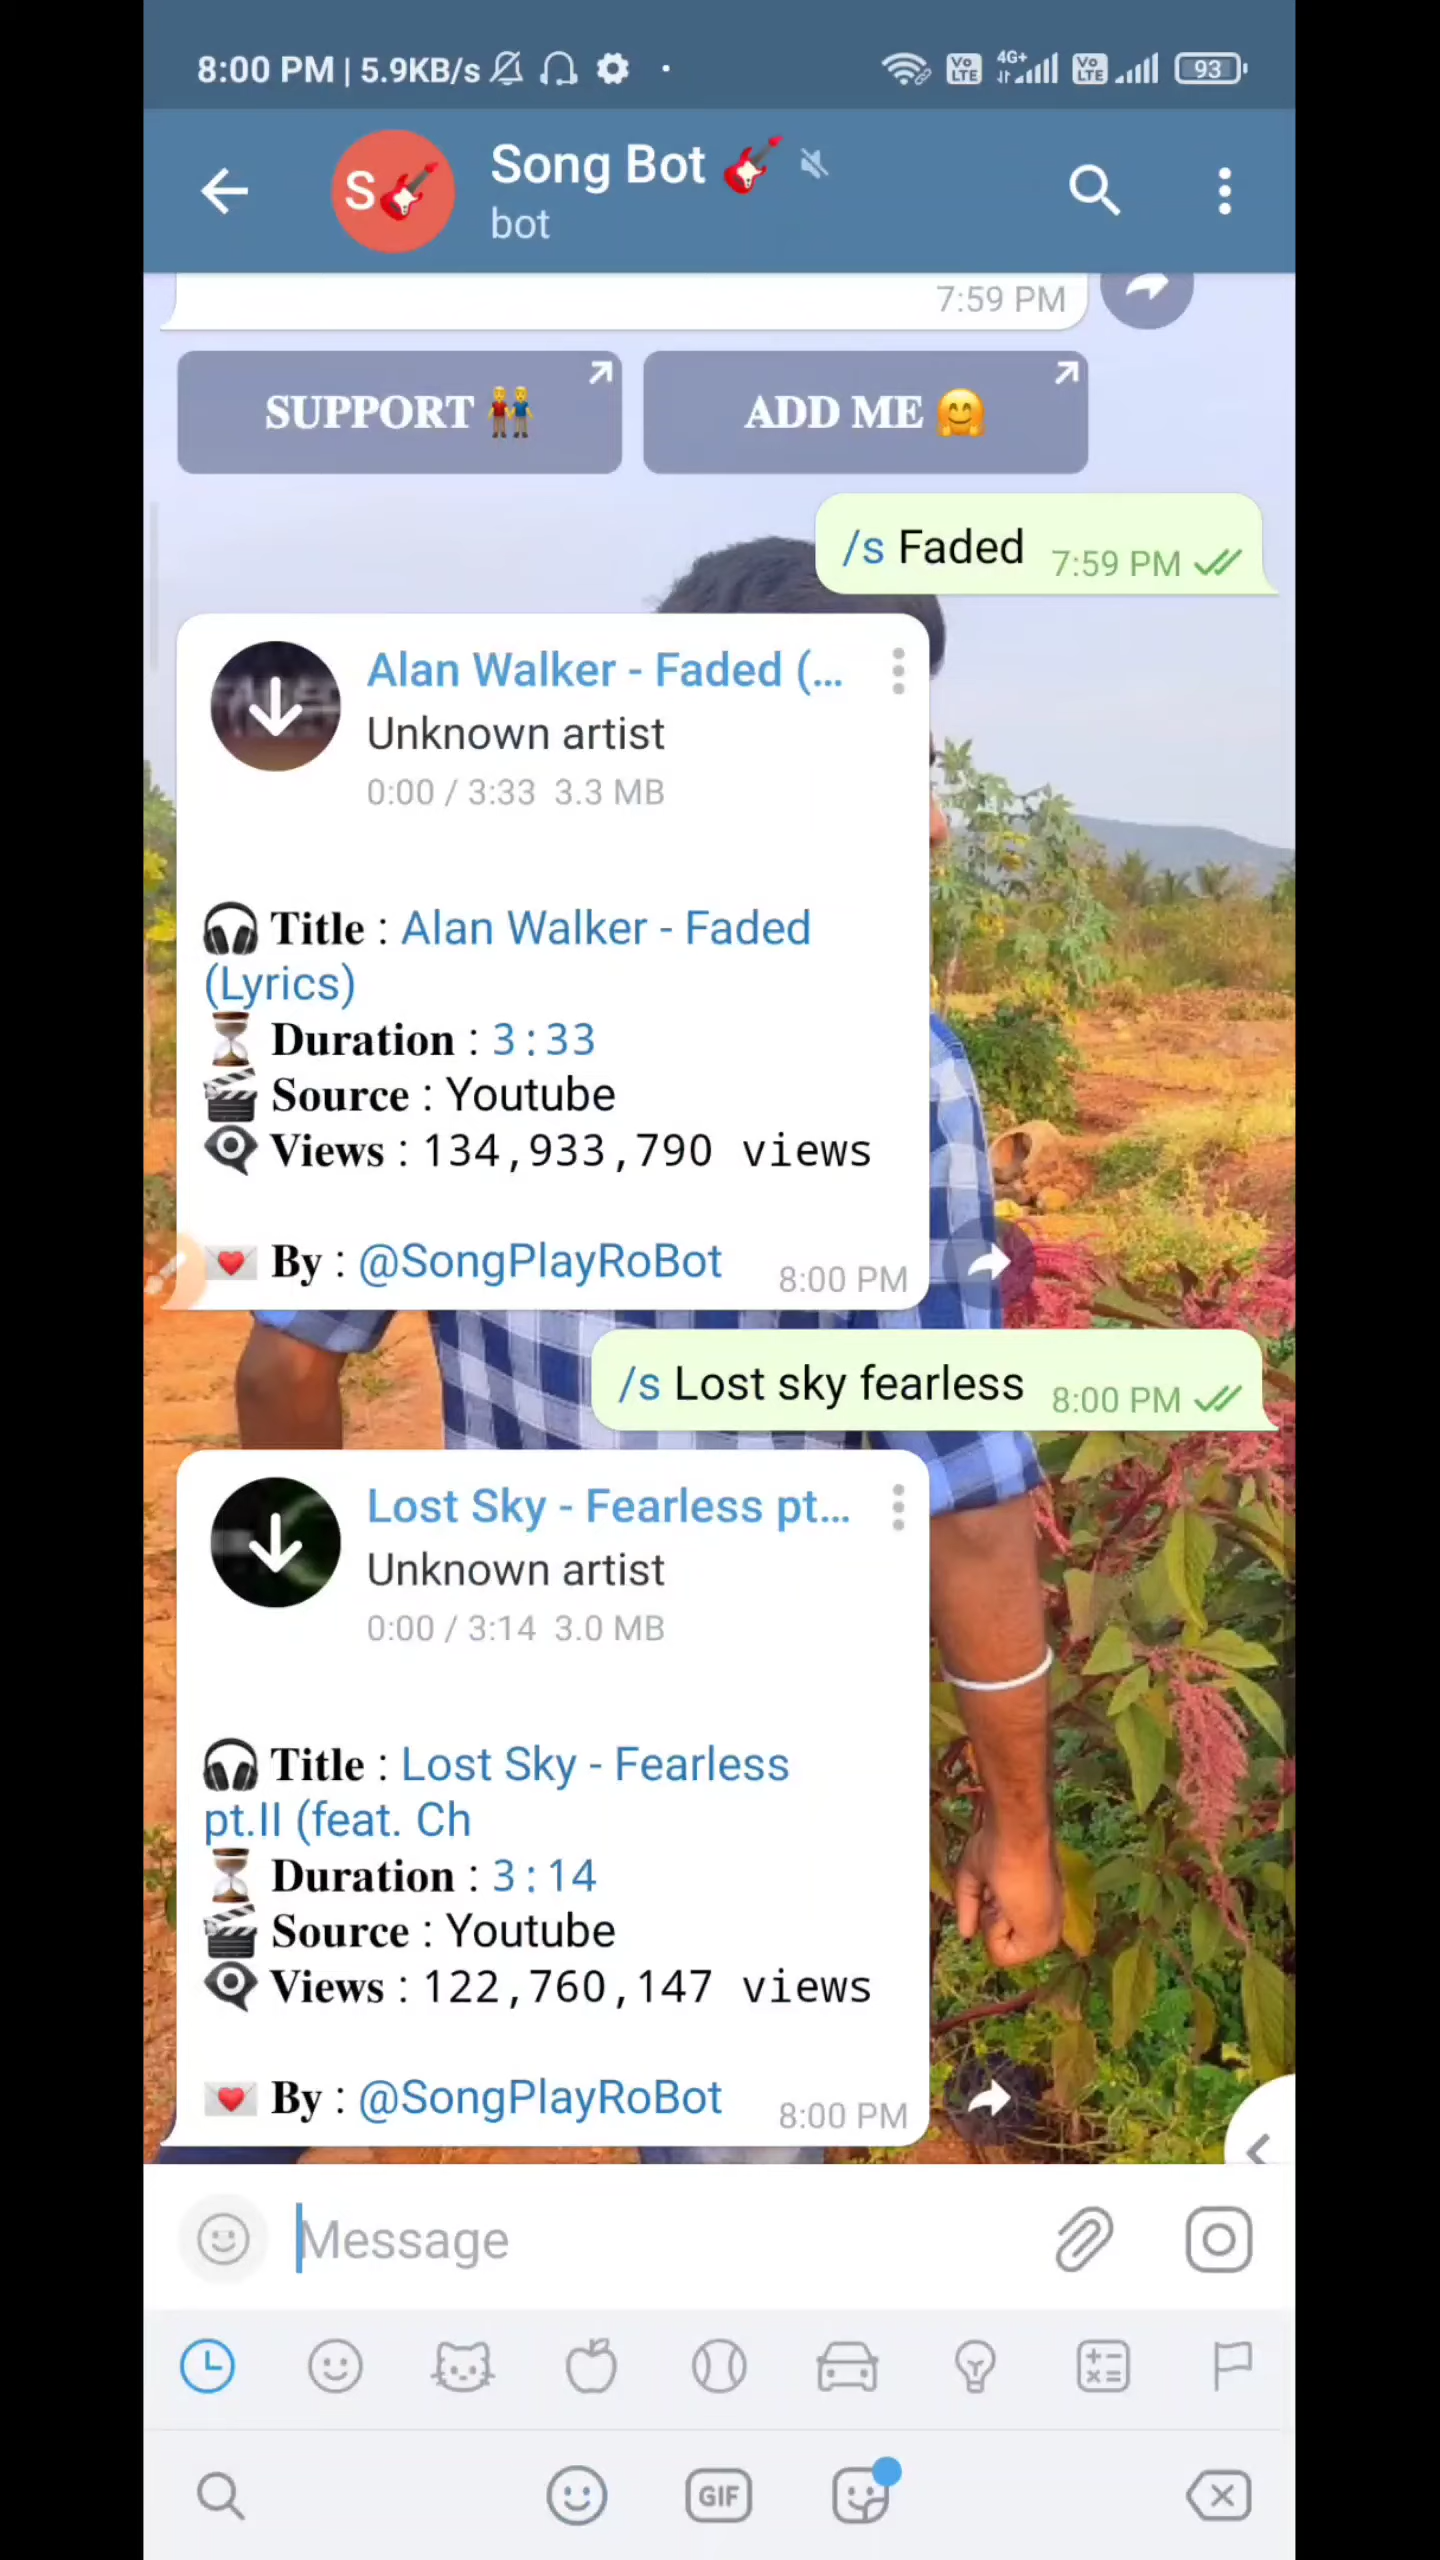 8:00 PM | 5.9KB/s
Vo LTE 4G+ Vo LTE 93
S
Song Bot
bot
7:59 PM
SUPPORT
ADD ME
/s Faded 7:59 PM
Alan Walker - Faded (...
Unknown artist
0:00 / 3:33 3.3 MB
Title : Alan Walker - Faded
(Lyrics)
Duration : 3:33
Source : Youtube
Views : 134,933,790 views
By : @SongPlayRoBot
8:00 PM
/s Lost sky fearless 8:00 PM
Lost Sky - Fearless pt...
Unknown artist
0:00 / 3:14 3.0 MB
Title : Lost Sky - Fearless
pt.II (feat. Ch
Duration : 3:14
Source : Youtube
Views : 122,760,147 views
By : @SongPlayRoBot
8:00 PM
Message
GIF